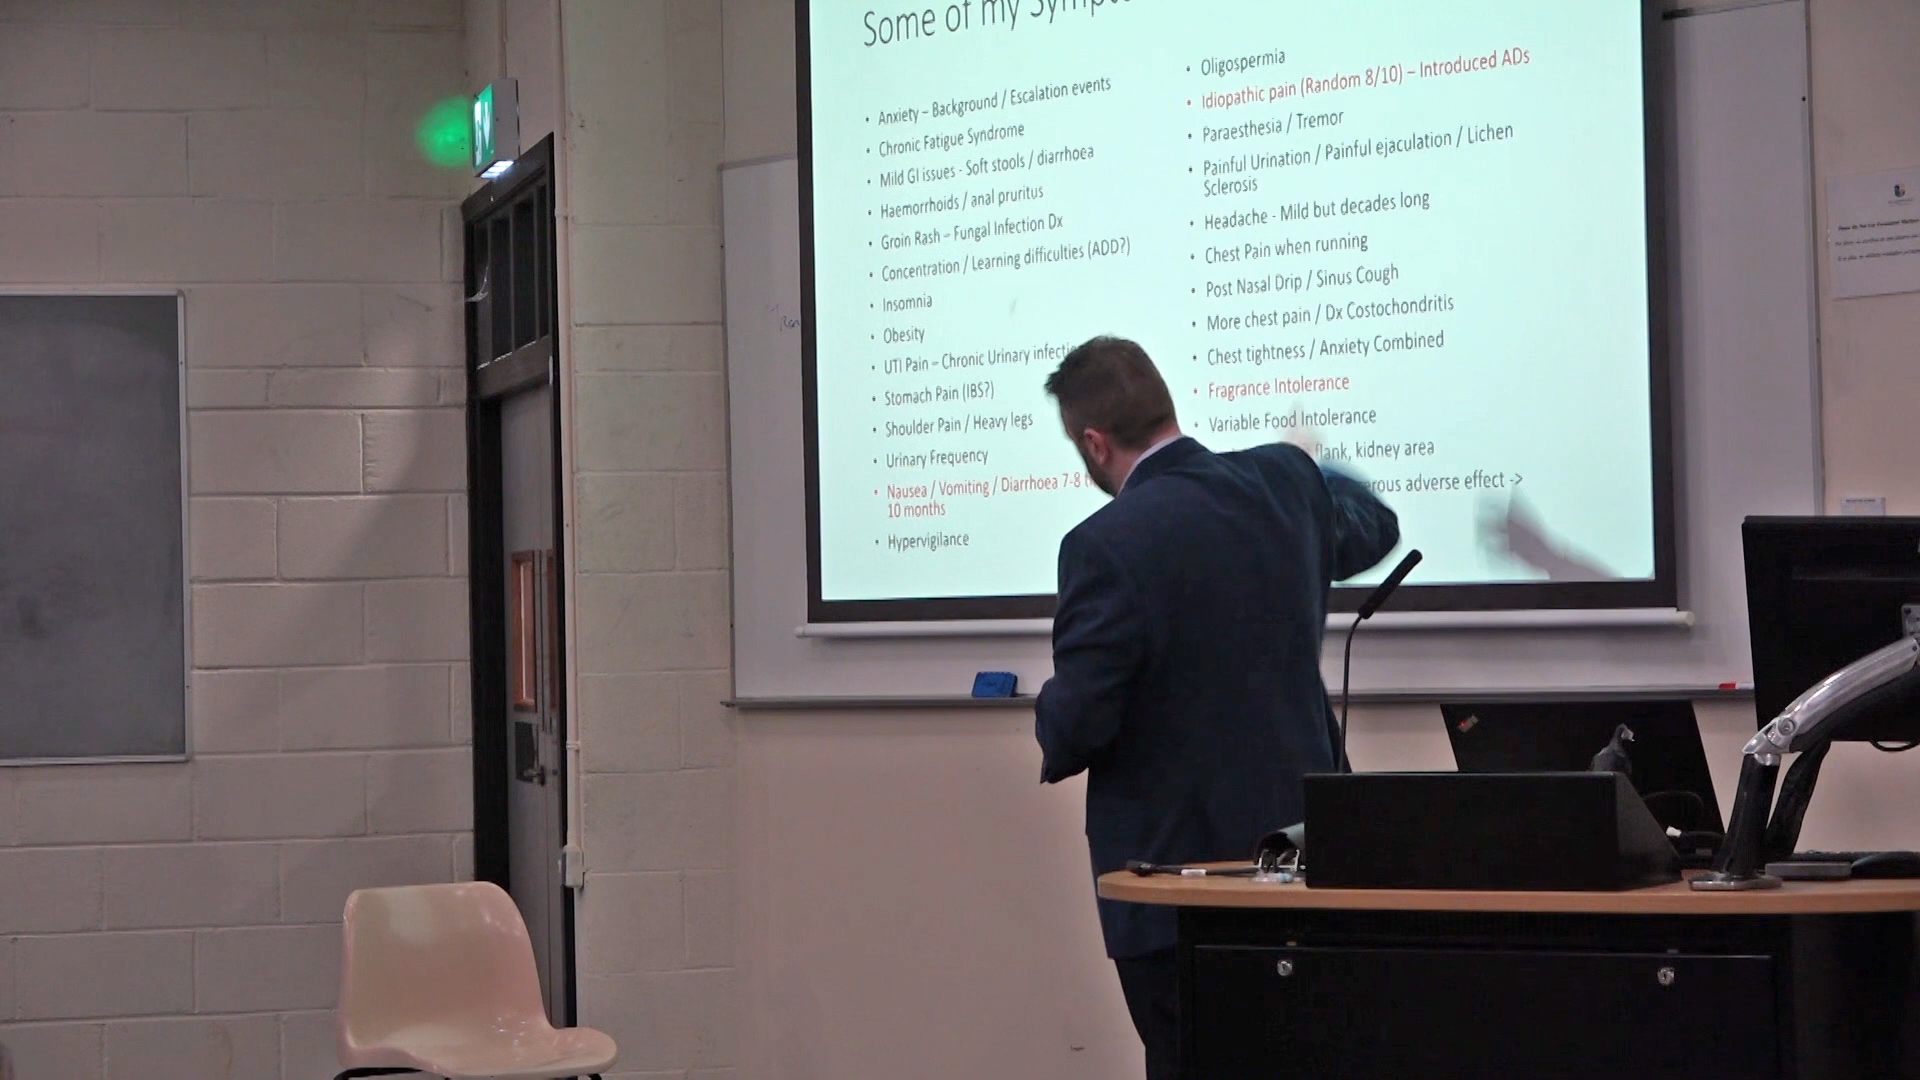 Some of my
Anxiety – Background / Escalation events
Chronic Fatigue Syndrome
Mild GI issues - Soft stools / diarrhoea
Haemorrhoids / anal pruritus
Groin Rash – Fungal Infection Dx
Concentration / Learning difficulties (ADD?)
Insomnia
Obesity
UTI Pain – Chronic Urinary
Stomach Pain (IBS?)
Shoulder Pain / Heavy legs
Urinary Frequency
Nausea / Vomiting / Diarrhoea 7-8
10 months
Hypervigilance
Oligospermia
Idiopathic pain (Random 8/10) – Introduced ADs
Paraesthesia / Tremor
Painful Urination / Painful ejaculation / Lichen
Sclerosis
Headache - Mild but decades long
Chest Pain when running
Post Nasal Drip / Sinus Cough
More chest pain / Dx Costochondritis
Chest tightness / Anxiety Combined
Fragrance Intolerance
Variable Food Intolerance
flank, kidney area
adverse effect ->